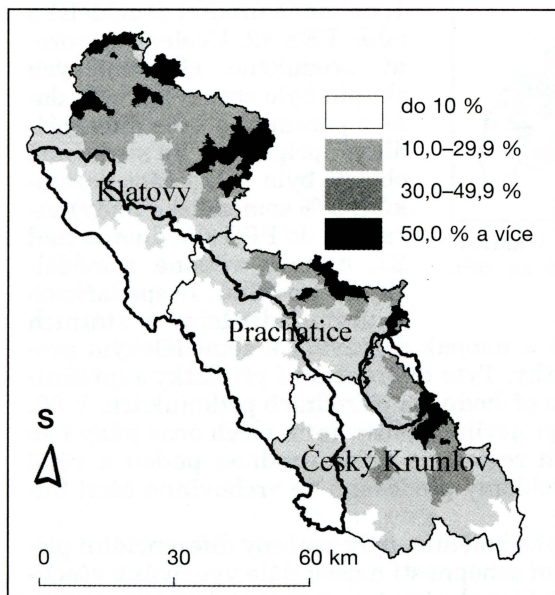 do 10 %
10,0–29,9 %
30,0–49,9 %
50,0 % a více
Klatovy
Prachatice
Český Krumlov
S
0 30 60 km